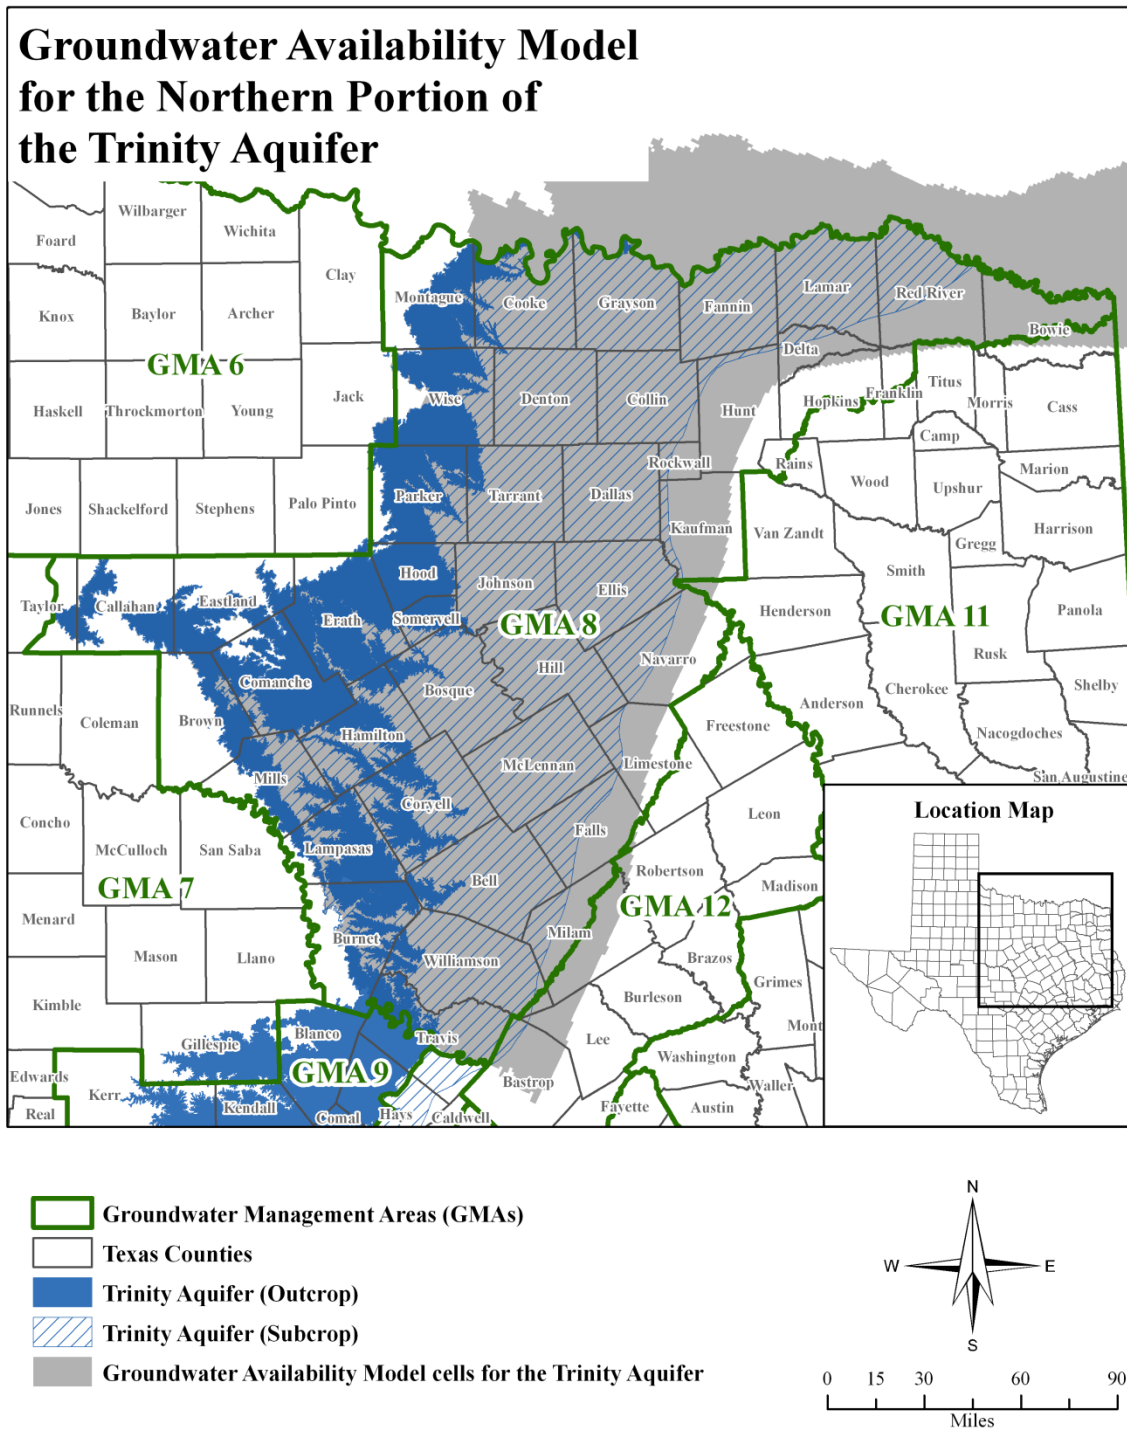 Groundwater Availability Model
for the Northern Portion of
the Trinity Aquifer
Wilbarger
Wichita
Foard
Clay
Montague
Cooke
Grayson
Fannin
Lamar
Red River
Bowie
Knox
Baylor
Archer
GMA 6
Delta
Titus
Morris
Cass
Haskell
Throckmorton
Young
Jack
Wise
Denton
Collin
Hunt
Hopkins
Franklin
Camp
Rains
Wood
Upshur
Marion
Jones
Shackelford
Stephens
Palo Pinto
Parker
Tarrant
Dallas
Rockwall
Kaufman
Van Zandt
Gregg
Harrison
Smith
Hood
Johnson
Ellis
Henderson
Panola
Taylor
Callahan
Eastland
Erath
Somervell
GMA 8
GMA 11
Rusk
Shelby
Comanche
Bosque
Hill
Navarro
Anderson
Cherokee
Nacogdoches
Runnels
Coleman
Brown
Hamilton
Freestone
Mills
McLennan
Limestone
San Augustine
Coryell
Leon
Concho
McCulloch
San Saba
Lampasas
Falls
Robertson
Bell
GMA 7
GMA 12
Madison
Menard
Mason
Llano
Burnet
Williamson
Milam
Brazos
Grimes
Kimble
Burleson
Gillespie
Blanco
Travis
Lee
Mont
Washington
Edwards
Kerr
GMA 9
Bastrop
Waller
Real
Kendall
Comal
Hays
Caldwell
Fayette
Austin
Location Map
Groundwater Management Areas (GMAs)
Texas Counties
Trinity Aquifer (Outcrop)
Trinity Aquifer (Subcrop)
Groundwater Availability Model cells for the Trinity Aquifer
N
W E
S
0 15 30 60 90
Miles